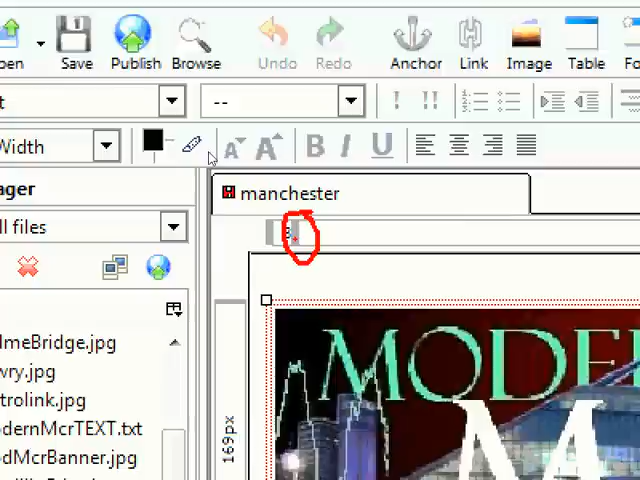 pen Save Publish Browse Undo Redo Anchor Link Image Table Fo
t -- ! !!
Width A A B I U
ager manchester
ll files
lmeBridge.jpg
wry.jpg
trolink.jpg
dernMcrTEXT.txt
dMcrBanner.jpg
169px
MODE
M